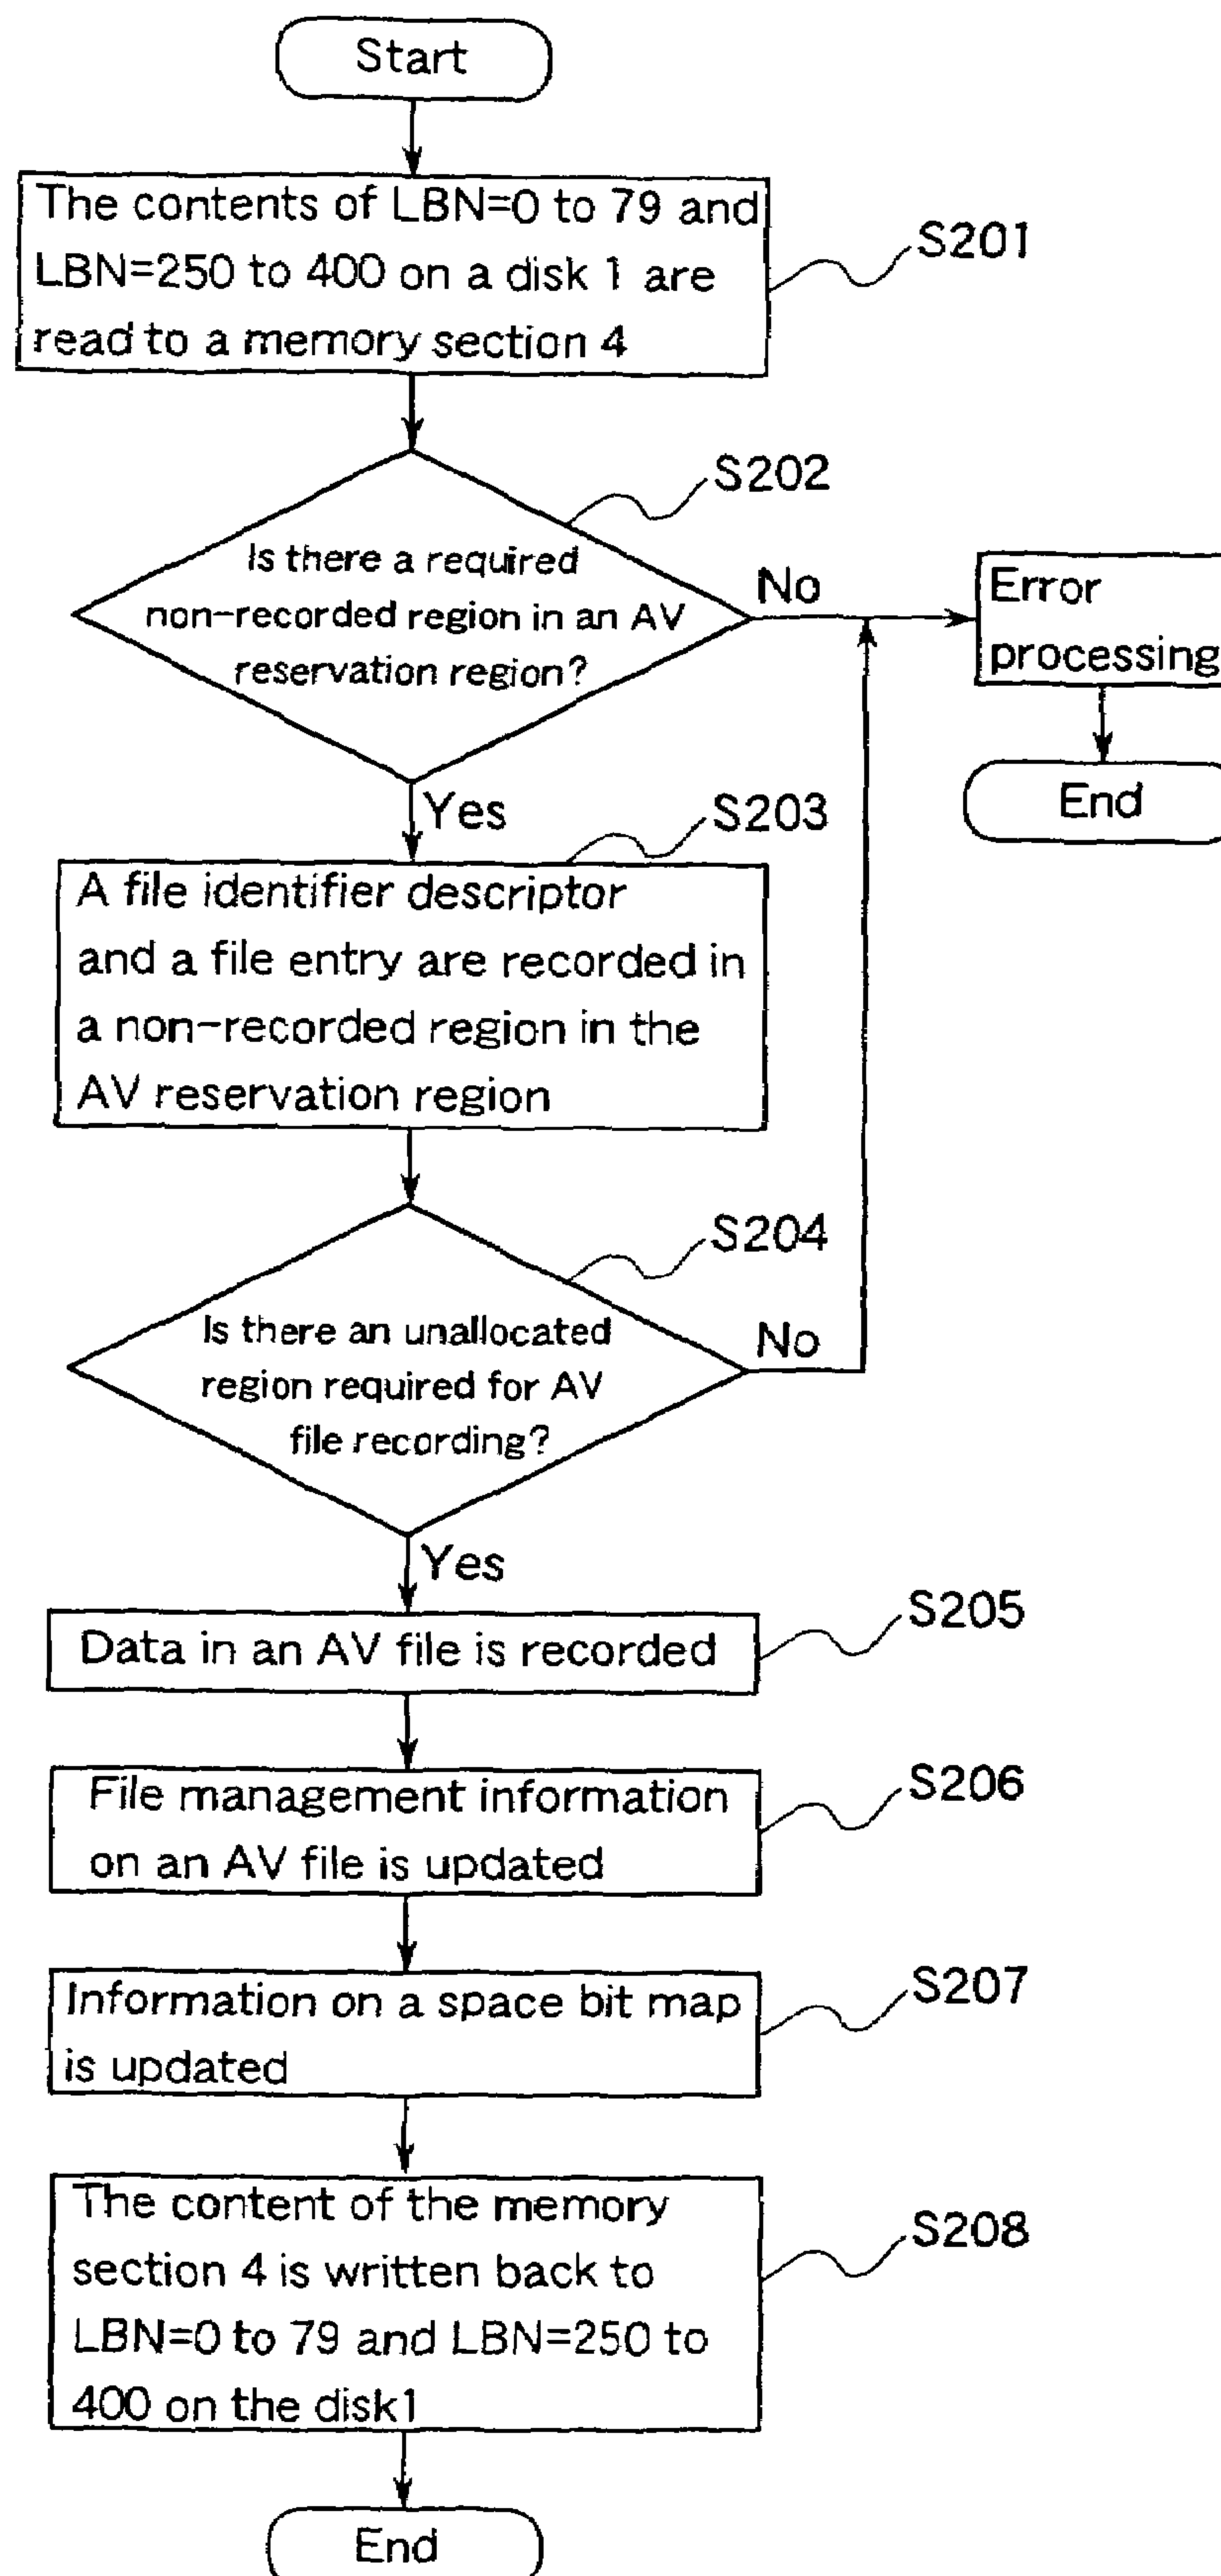 Start
The contents of LBN=0 to 79 and
LBN=250 to 400 on a disk 1 are
read to a memory section 4
S201
S202
Is there a required
non-recorded region in an AV
reservation region?
No
Error
processing
End
Yes
S203
A file identifier descriptor
and a file entry are recorded in
a non-recorded region in the
AV reservation region
S204
Is there an unallocated
region required for AV
file recording?
No
Yes
S205
Data in an AV file is recorded
S206
File management information
on an AV file is updated
S207
Information on a space bit map
is updated
S208
The content of the memory
section 4 is written back to
LBN=0 to 79 and LBN=250 to
400 on the disk1
End